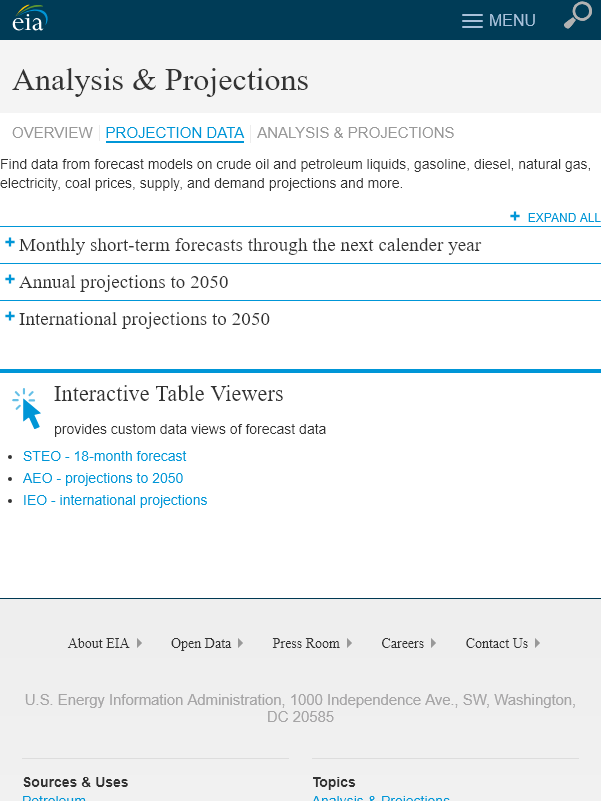 eia
MENU
Analysis & Projections
OVERVIEW PROJECTION DATA ANALYSIS & PROJECTIONS
Find data from forecast models on crude oil and petroleum liquids, gasoline, diesel, natural gas,
electricity, coal prices, supply, and demand projections and more.
+ EXPAND ALL
+ Monthly short-term forecasts through the next calender year
+ Annual projections to 2050
+ International projections to 2050
Interactive Table Viewers
provides custom data views of forecast data
• STEO - 18-month forecast
• AEO - projections to 2050
• IEO - international projections
About EIA Open Data Press Room Careers Contact Us
U.S. Energy Information Administration, 1000 Independence Ave., SW, Washington,
DC 20585
Sources & Uses Topics
Petroleum Analysis & Projections